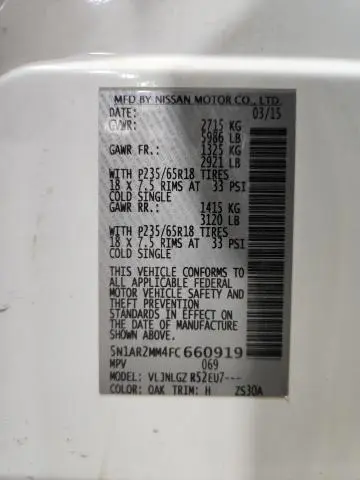 MFD BY NISSAN MOTOR CO., LTD.
DATE: 03/15
GVWR: 2715 KG
5986 LB
GAWR FR: 1325 KG
2921 LB
WITH P235/65R18 TIRES
18 X 7.5 RIMS AT 33 PSI
COLD SINGLE
GAWR RR: 1415 KG
3120 LB
WITH P235/65R18 TIRES
18 X 7.5 RIMS AT 33 PSI
COLD SINGLE
THIS VEHICLE CONFORMS TO
ALL APPLICABLE FEDERAL
MOTOR VEHICLE SAFETY AND
THEFT PREVENTION
STANDARDS IN EFFECT ON
THE DATE OF MANUFACTURE
SHOWN ABOVE.
5N1AR2MM4FC660919
MPV 069
MODEL: VLJNLGZ R52EU7---
COLOR: QAK TRIM: H ZS30A